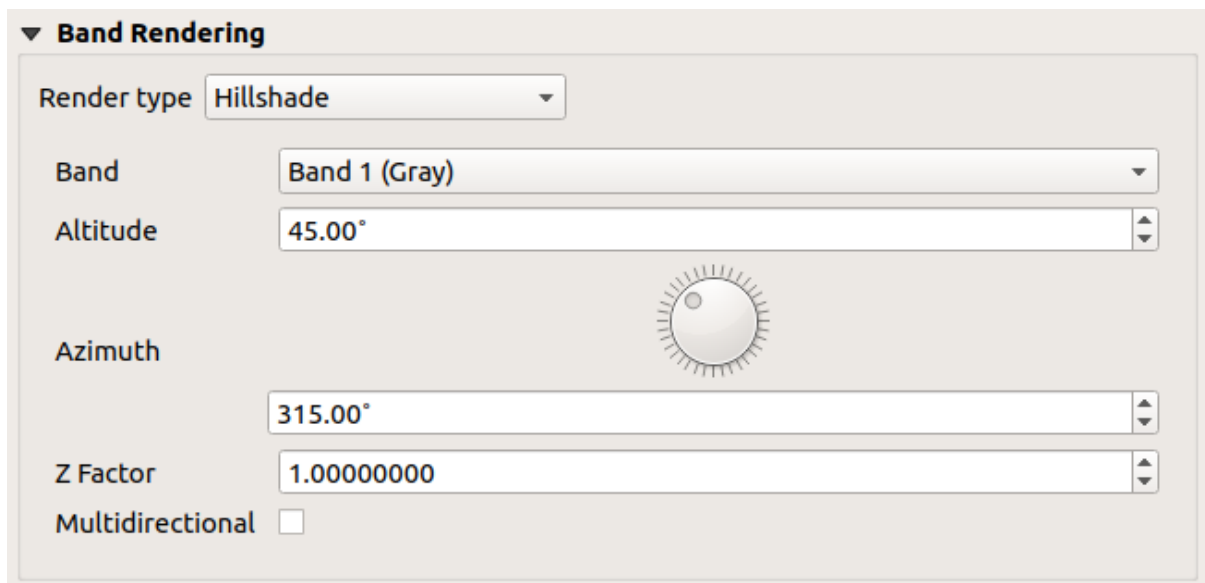 Band Rendering
Render type Hillshade
Band Band 1 (Gray)
Altitude 45.00°
Azimuth
315.00°
Z Factor 1.00000000
Multidirectional